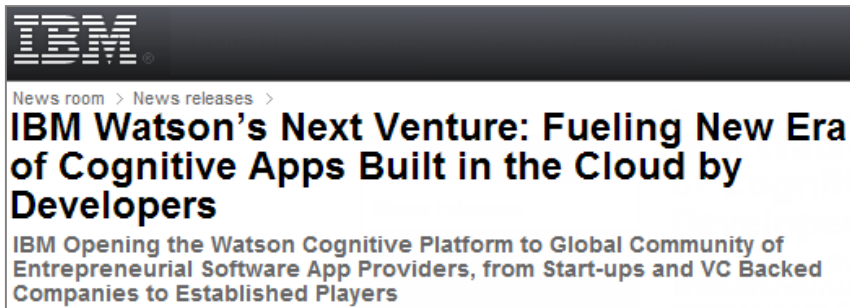 IBM®
News room > News releases >
IBM Watson's Next Venture: Fueling New Era
of Cognitive Apps Built in the Cloud by
Developers
IBM Opening the Watson Cognitive Platform to Global Community of
Entrepreneurial Software App Providers, from Start-ups and VC Backed
Companies to Established Players